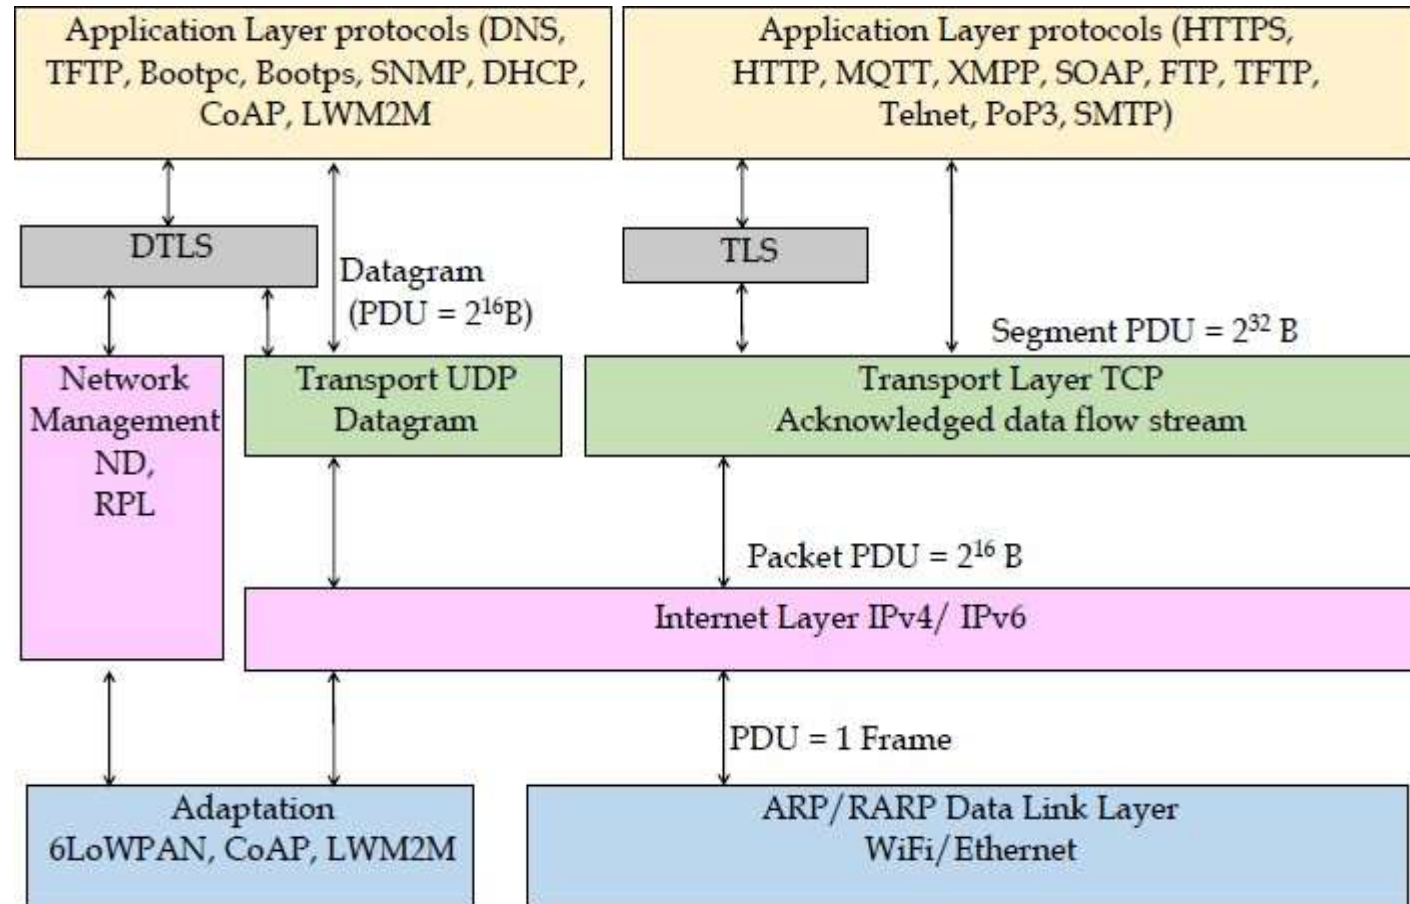 Application Layer protocols (DNS,
TFTP, Bootpc, Bootps, SNMP, DHCP,
CoAP, LWM2M
Application Layer protocols (HTTPS,
HTTP, MQTT, XMPP, SOAP, FTP, TFTP,
Telnet, PoP3, SMTP)
DTLS
TLS
Datagram
(PDU = 2¹⁶B)
Segment PDU = 2³² B
Network
Management
ND,
RPL
Transport UDP
Datagram
Transport Layer TCP
Acknowledged data flow stream
Packet PDU = 2¹⁶ B
Internet Layer IPv4/ IPv6
PDU = 1 Frame
Adaptation
6LoWPAN, CoAP, LWM2M
ARP/RARP Data Link Layer
WiFi/Ethernet